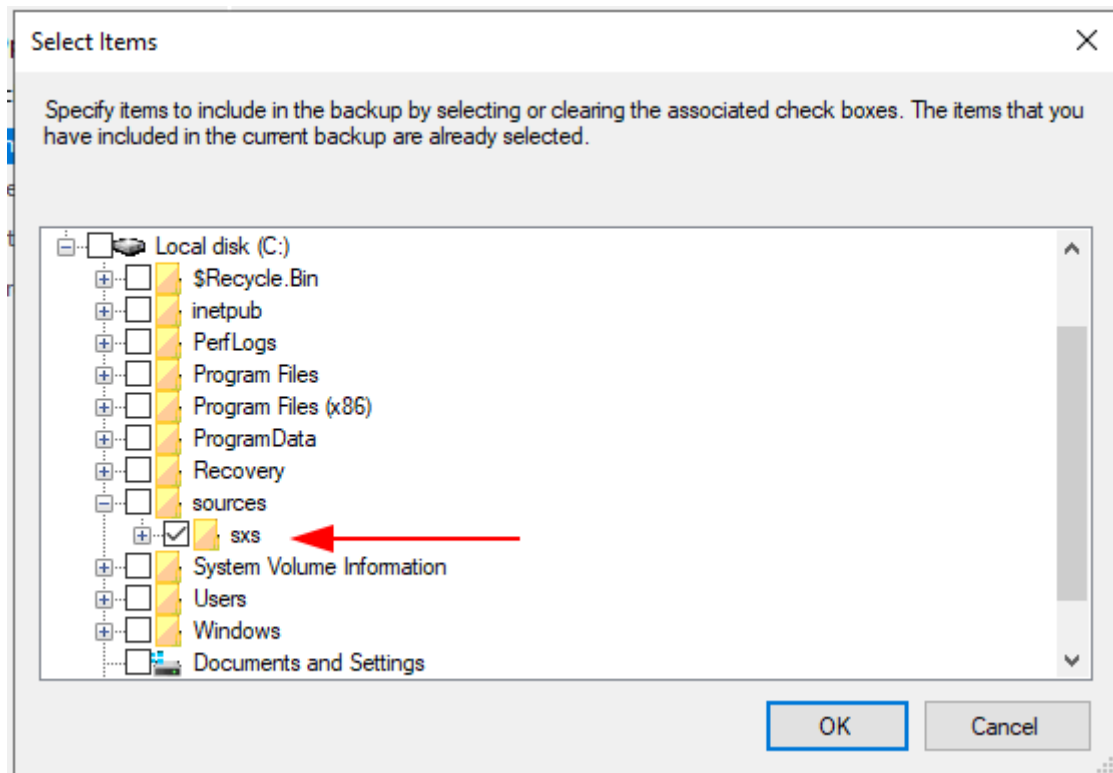 Select Items
Specify items to include in the backup by selecting or clearing the associated check boxes. The items that you
have included in the current backup are already selected.
Local disk (C:)
$Recycle.Bin
inetpub
PerfLogs
Program Files
Program Files (x86)
ProgramData
Recovery
sources
sxs
System Volume Information
Users
Windows
Documents and Settings
OK
Cancel